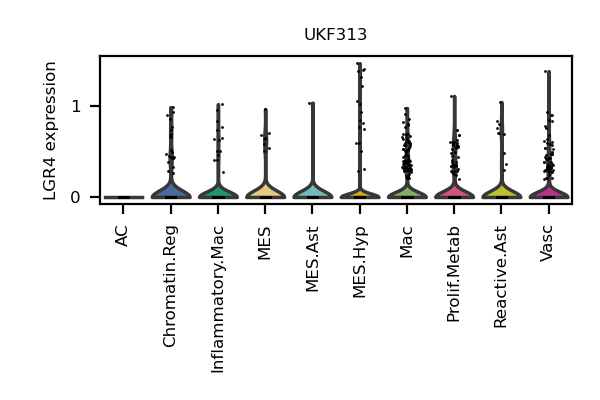 UKF313
LGR4 expression
1
0
AC
Chromatin.Reg
Inflammatory.Mac
MES
MES.Ast
MES.Hyp
Mac
Prolif.Metab
Reactive.Ast
Vasc